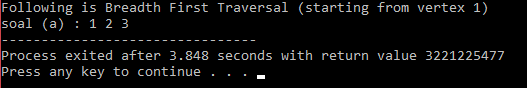 Following is Breadth First Traversal (starting from vertex 1)
soal (a) : 1 2 3
--------------------------------
Process exited after 3.848 seconds with return value 3221225477
Press any key to continue . . .